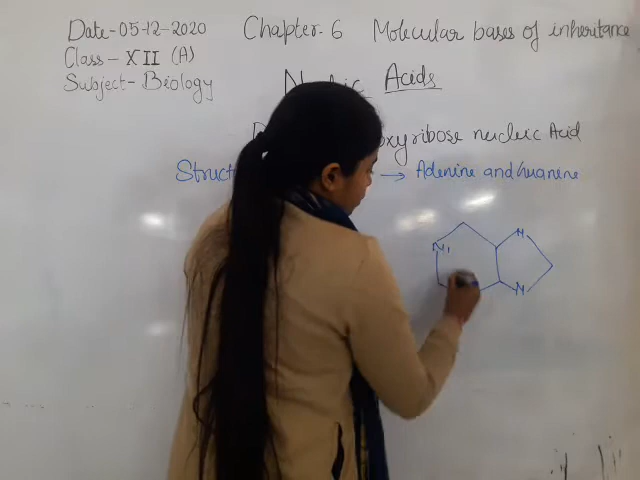 Date-05-12-2020 Chapter-6 Molecular bases of inheritance
Class-XII (A)
Subject-Biology
Acids
oxyribose nucleic Acid
Struct → Adenine and Guanine
N
N1
N